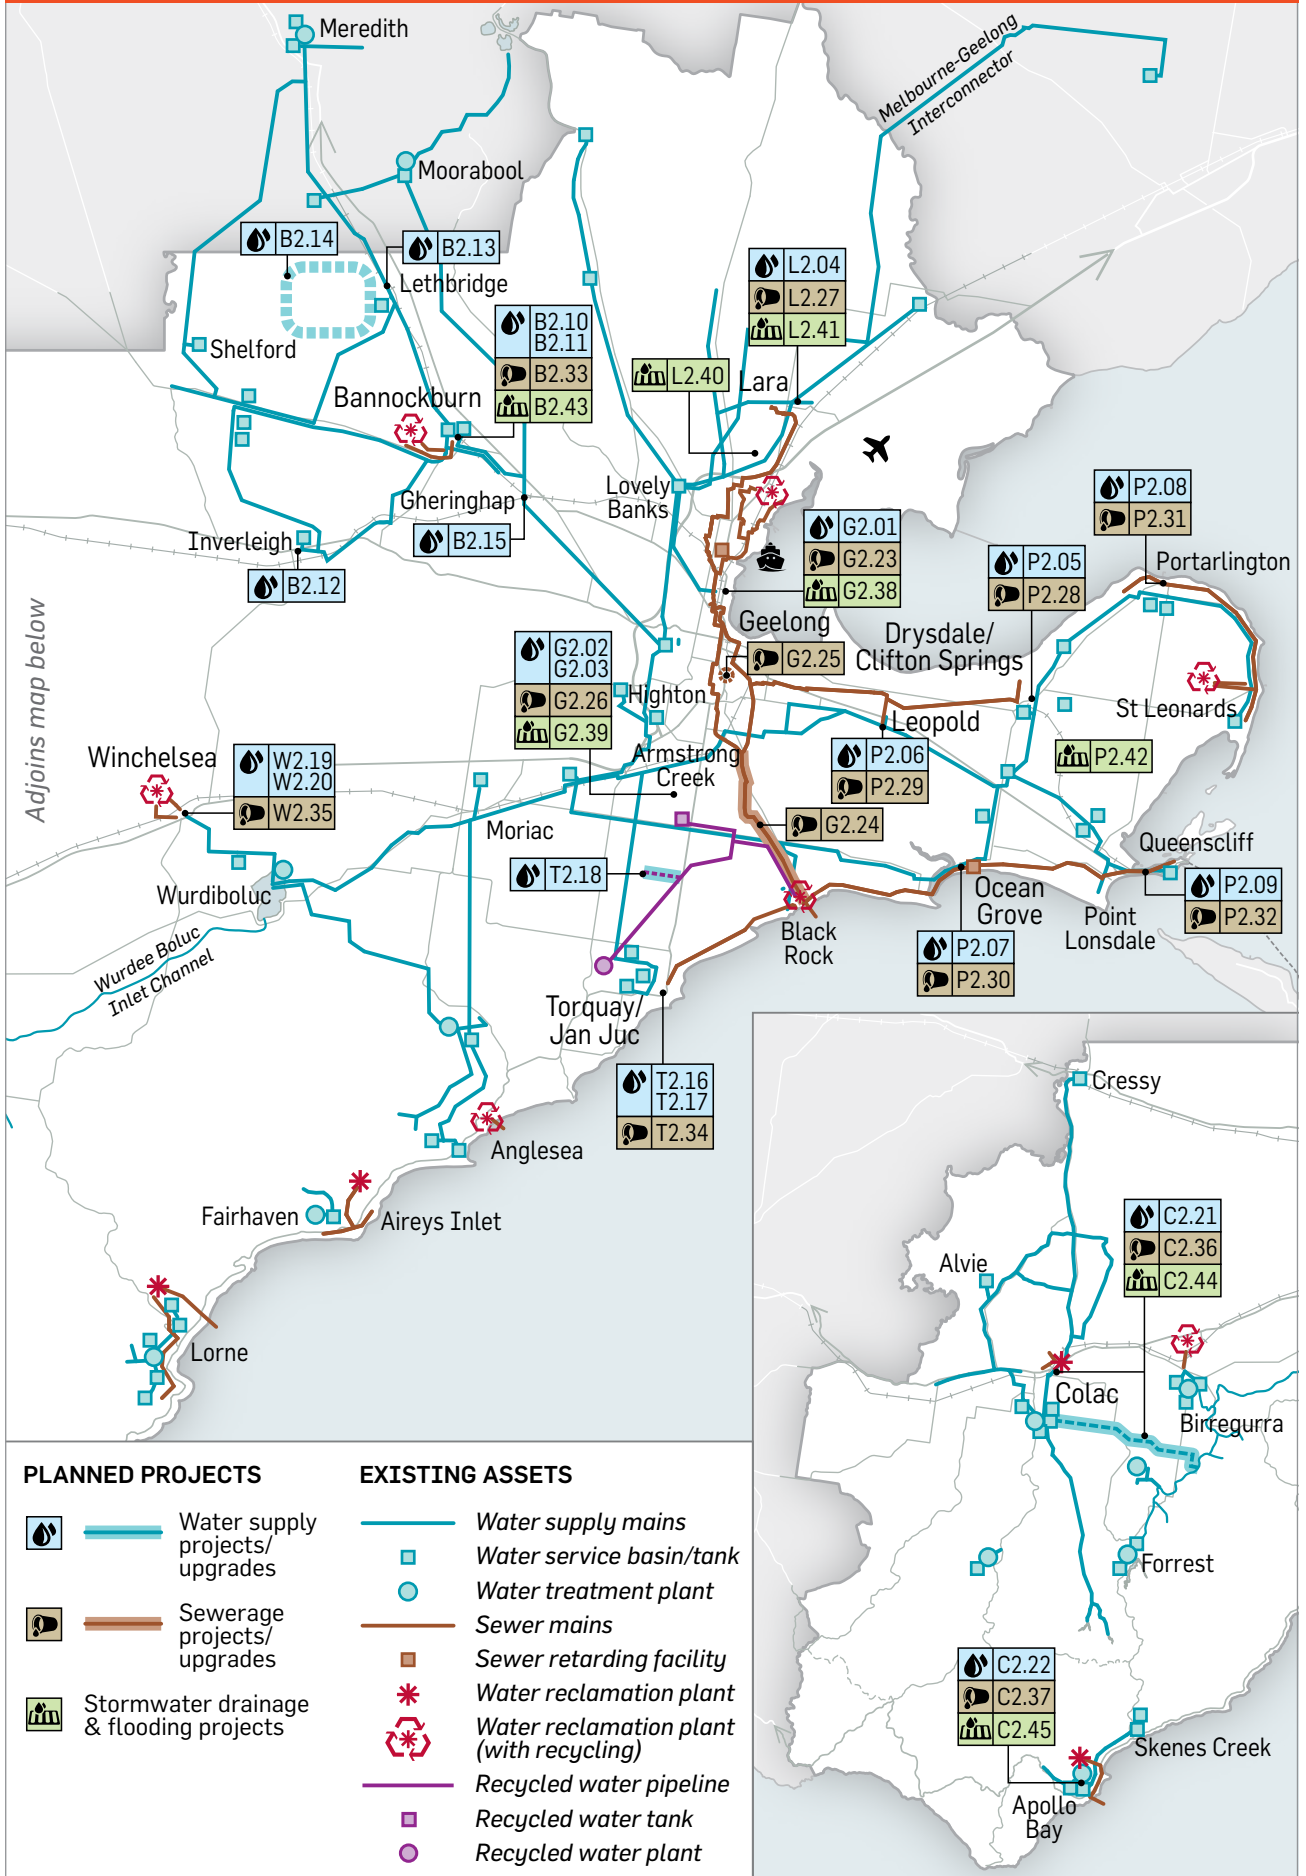 Meredith
Melbourne-Geelong
Interconnector
Moorabool
B2.14
B2.13
Lethbridge
L2.04
L2.27
L2.41
B2.10
B2.11
B2.33
B2.43
Shelford
L2.40
Lara
Bannockburn
Lovely
Banks
Gheringhap
B2.15
Inverleigh
B2.12
P2.08
P2.31
Portarlington
G2.01
G2.23
G2.38
P2.05
P2.28
Geelong
Drysdale/
Clifton Springs
G2.02
G2.03
G2.26
G2.39
G2.25
Highton
St Leonards
Leopold
Adjoins map below
Armstrong
Creek
P2.06
P2.29
P2.42
Winchelsea
W2.19
W2.20
W2.35
G2.24
Moriac
Queenscliff
T2.18
Wurdiboluc
Ocean
Grove
P2.09
P2.32
Point
Lonsdale
Black
Rock
Wurdee Boluc
Inlet Channel
P2.07
P2.30
Torquay/
Jan Juc
T2.16
T2.17
T2.34
Cressy
Anglesea
Fairhaven
Aireys Inlet
C2.21
C2.36
C2.44
Alvie
Lorne
Colac
Birregurra
Forrest
C2.22
C2.37
C2.45
Skenes Creek
Apollo
Bay
PLANNED PROJECTS
Water supply
projects/
upgrades
Sewerage
projects/
upgrades
Stormwater drainage
& flooding projects
EXISTING ASSETS
Water supply mains
Water service basin/tank
Water treatment plant
Sewer mains
Sewer retarding facility
Water reclamation plant
Water reclamation plant
(with recycling)
Recycled water pipeline
Recycled water tank
Recycled water plant